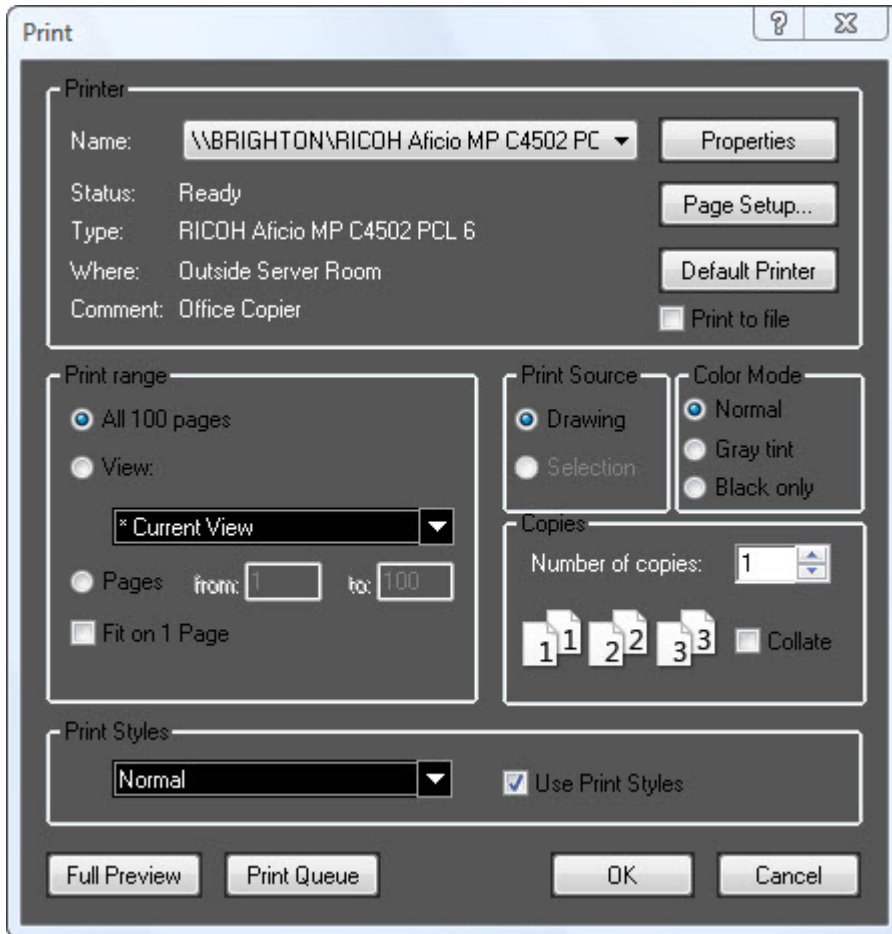 Print
Printer
Name: \\BRIGHTON\RICOH Aficio MP C4502 PC
Properties
Status: Ready
Page Setup...
Type: RICOH Aficio MP C4502 PCL 6
Where: Outside Server Room
Default Printer
Comment: Office Copier
Print to file
Print range
All 100 pages
View:
* Current View
Pages from: 1 to: 100
Fit on 1 Page
Print Source
Drawing
Selection
Color Mode
Normal
Gray tint
Black only
Copies
Number of copies: 1
1 1 2 2 3 3
Collate
Print Styles
Normal
Use Print Styles
Full Preview
Print Queue
OK
Cancel